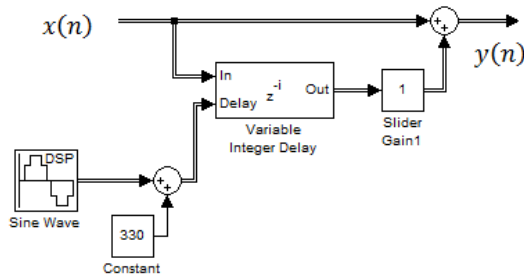 x(n)
y(n)
In
Delay
z^-i
Out
Variable
Integer Delay
1
Slider
Gain1
DSP
Sine Wave
+
+
+
+
330
Constant